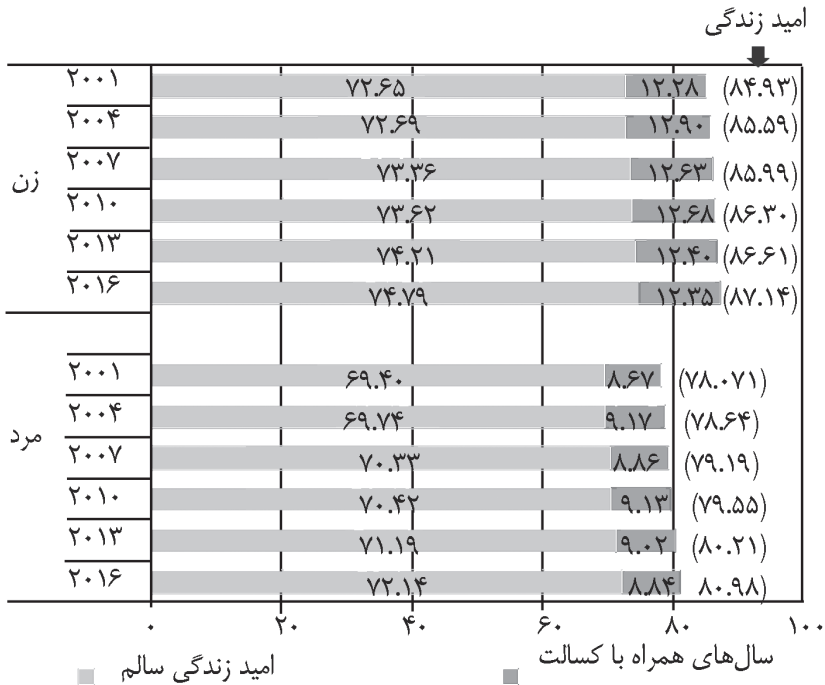 امید زندگی
زن
۲۰۰۱ ۷۲.۶۵ ۱۲.۲۸ (۸۴.۹۳)
۲۰۰۴ ۷۲.۶۹ ۱۲.۹۰ (۸۵.۵۹)
۲۰۰۷ ۷۳.۳۶ ۱۲.۶۳ (۸۵.۹۹)
۲۰۱۰ ۷۳.۶۲ ۱۲.۶۸ (۸۶.۳۰)
۲۰۱۳ ۷۴.۲۱ ۱۲.۴۰ (۸۶.۶۱)
۲۰۱۶ ۷۴.۷۹ ۱۲.۳۵ (۸۷.۱۴)
مرد
۲۰۰۱ ۶۹.۴۰ ۸.۶۷ (۷۸.۰۷۱)
۲۰۰۴ ۶۹.۷۴ ۹.۱۷ (۷۸.۶۴)
۲۰۰۷ ۷۰.۳۳ ۸.۸۶ (۷۹.۱۹)
۲۰۱۰ ۷۰.۴۲ ۹.۱۳ (۷۹.۵۵)
۲۰۱۳ ۷۱.۱۹ ۹.۰۲ (۸۰.۲۱)
۲۰۱۶ ۷۲.۱۴ ۸.۸۴ ۸۰.۹۸)
۰ ۲۰ ۴۰ ۶۰ ۸۰ ۱۰۰
سال‌های همراه با کسالت
امید زندگی سالم